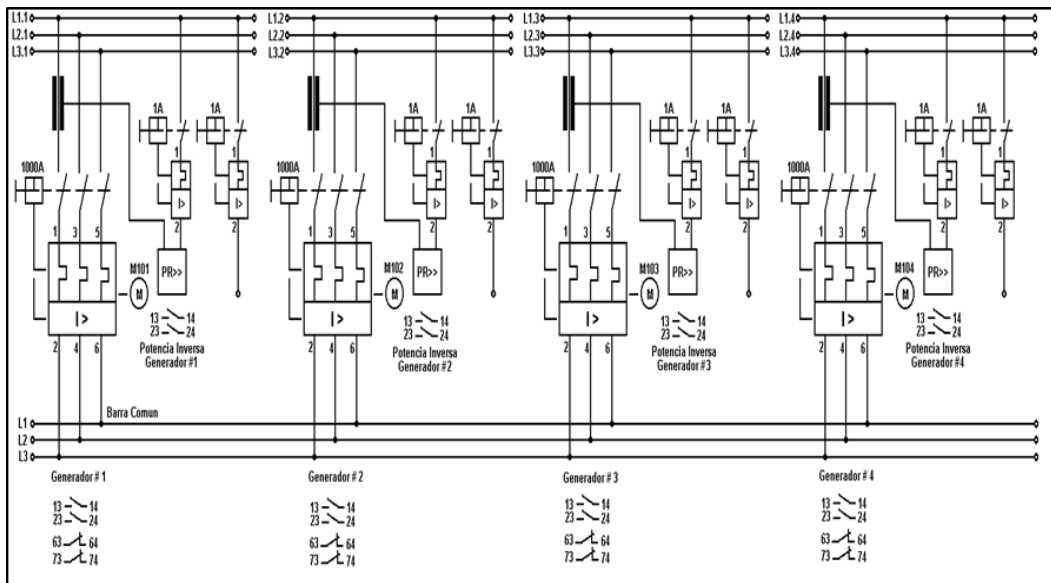 L1.1 L1.2 L1.3 L1.4
L2.1 L2.2 L2.3 L2.4
L3.1 L3.2 L3.3 L3.4
1A 1A 1A 1A 1A 1A 1A 1A
1 1 1 1 1 1 1 1
1000A 1000A 1000A 1000A
I> I> I> I> I> I> I> I>
2 2 2 2 2 2 2 2
1 3 5 1 3 5 1 3 5 1 3 5
M101 PR>> M102 PR>> M103 PR>> M104 PR>>
M M M M
I> I> I> I>
13 14 13 14 13 14 13 14
23 24 23 24 23 24 23 24
2 4 6 2 4 6 2 4 6 2 4 6
Potencia Inversa Potencia Inversa Potencia Inversa Potencia Inversa
Generador #1 Generador #2 Generador #3 Generador #4
Barra Comun
L1
L2
L3
Generador # 1 Generador # 2 Generador # 3 Generador # 4
13 14 13 14 13 14 13 14
23 24 23 24 23 24 23 24
63 64 63 64 63 64 63 64
73 74 73 74 73 74 73 74